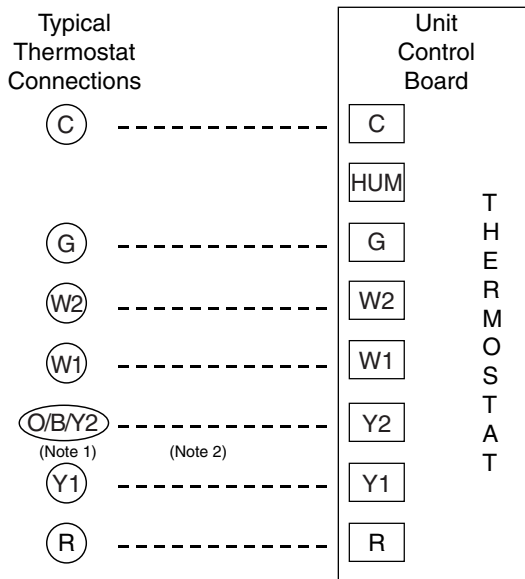 Typical
Thermostat
Connections
Unit
Control
Board
C
C
HUM
G
G
W2
W2
W1
W1
O/B/Y2
Y2
(Note 1)
(Note 2)
Y1
Y1
R
R
THERMOSTAT